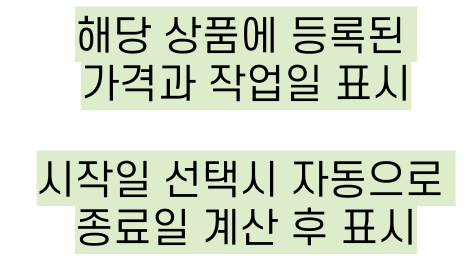 해당 상품에 등록된
가격과 작업일 표시
시작일 선택시 자동으로
종료일 계산 후 표시